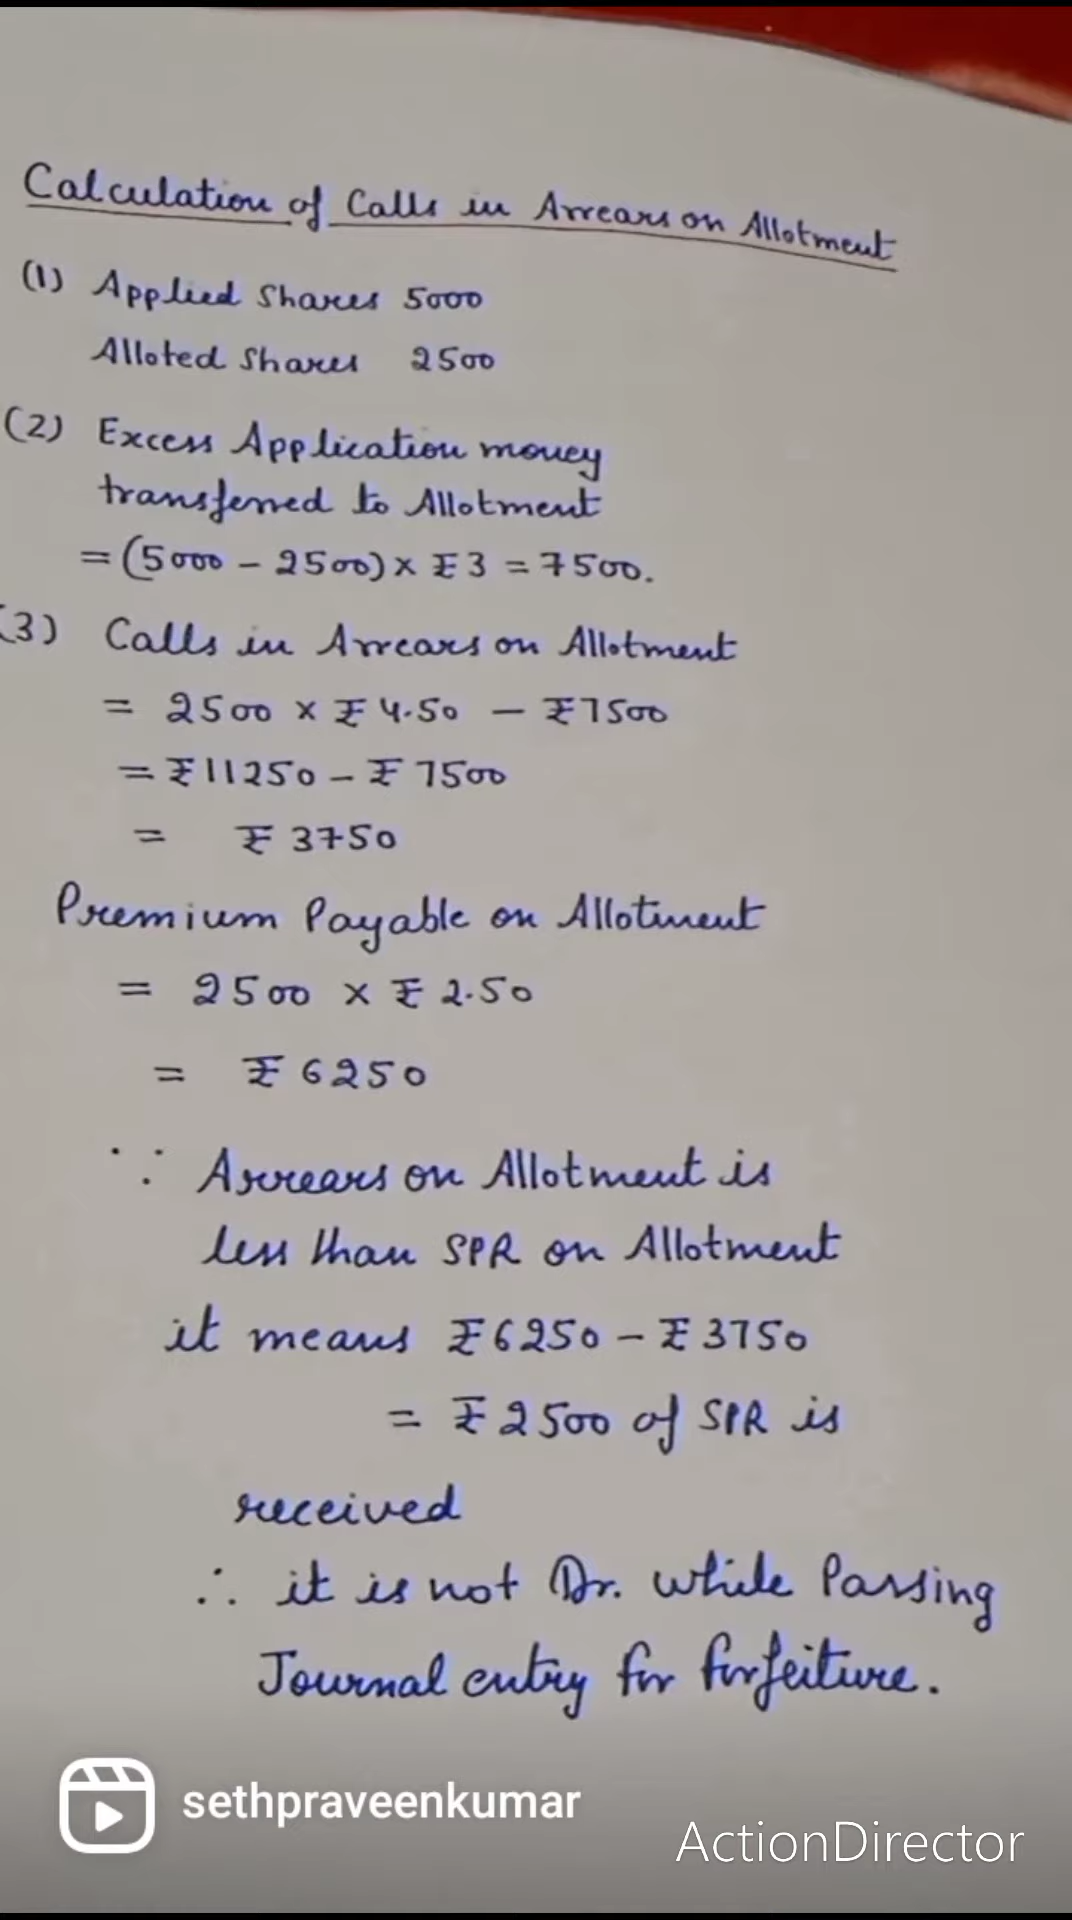 Calculation of Calls in Arrears on Allotment
(1) Applied Shares 5000
Alloted Shares 2500
(2) Excess Application money
transferred to Allotment
= (5000 - 2500) x ₹3 = 7500.
(3) Calls in Arrears on Allotment
= 2500 x ₹4.50 - ₹7500
= ₹11250 - ₹7500
= ₹3750
Premium Payable on Allotment
= 2500 x ₹2.50
= ₹6250
∵ Arrears on Allotment is
less than SPR on Allotment
it means ₹6250 - ₹3750
= ₹2500 of SPR is
received
∴ it is not Dr. while Passing
Journal entry for forfeiture.
sethpraveenkumar
ActionDirector